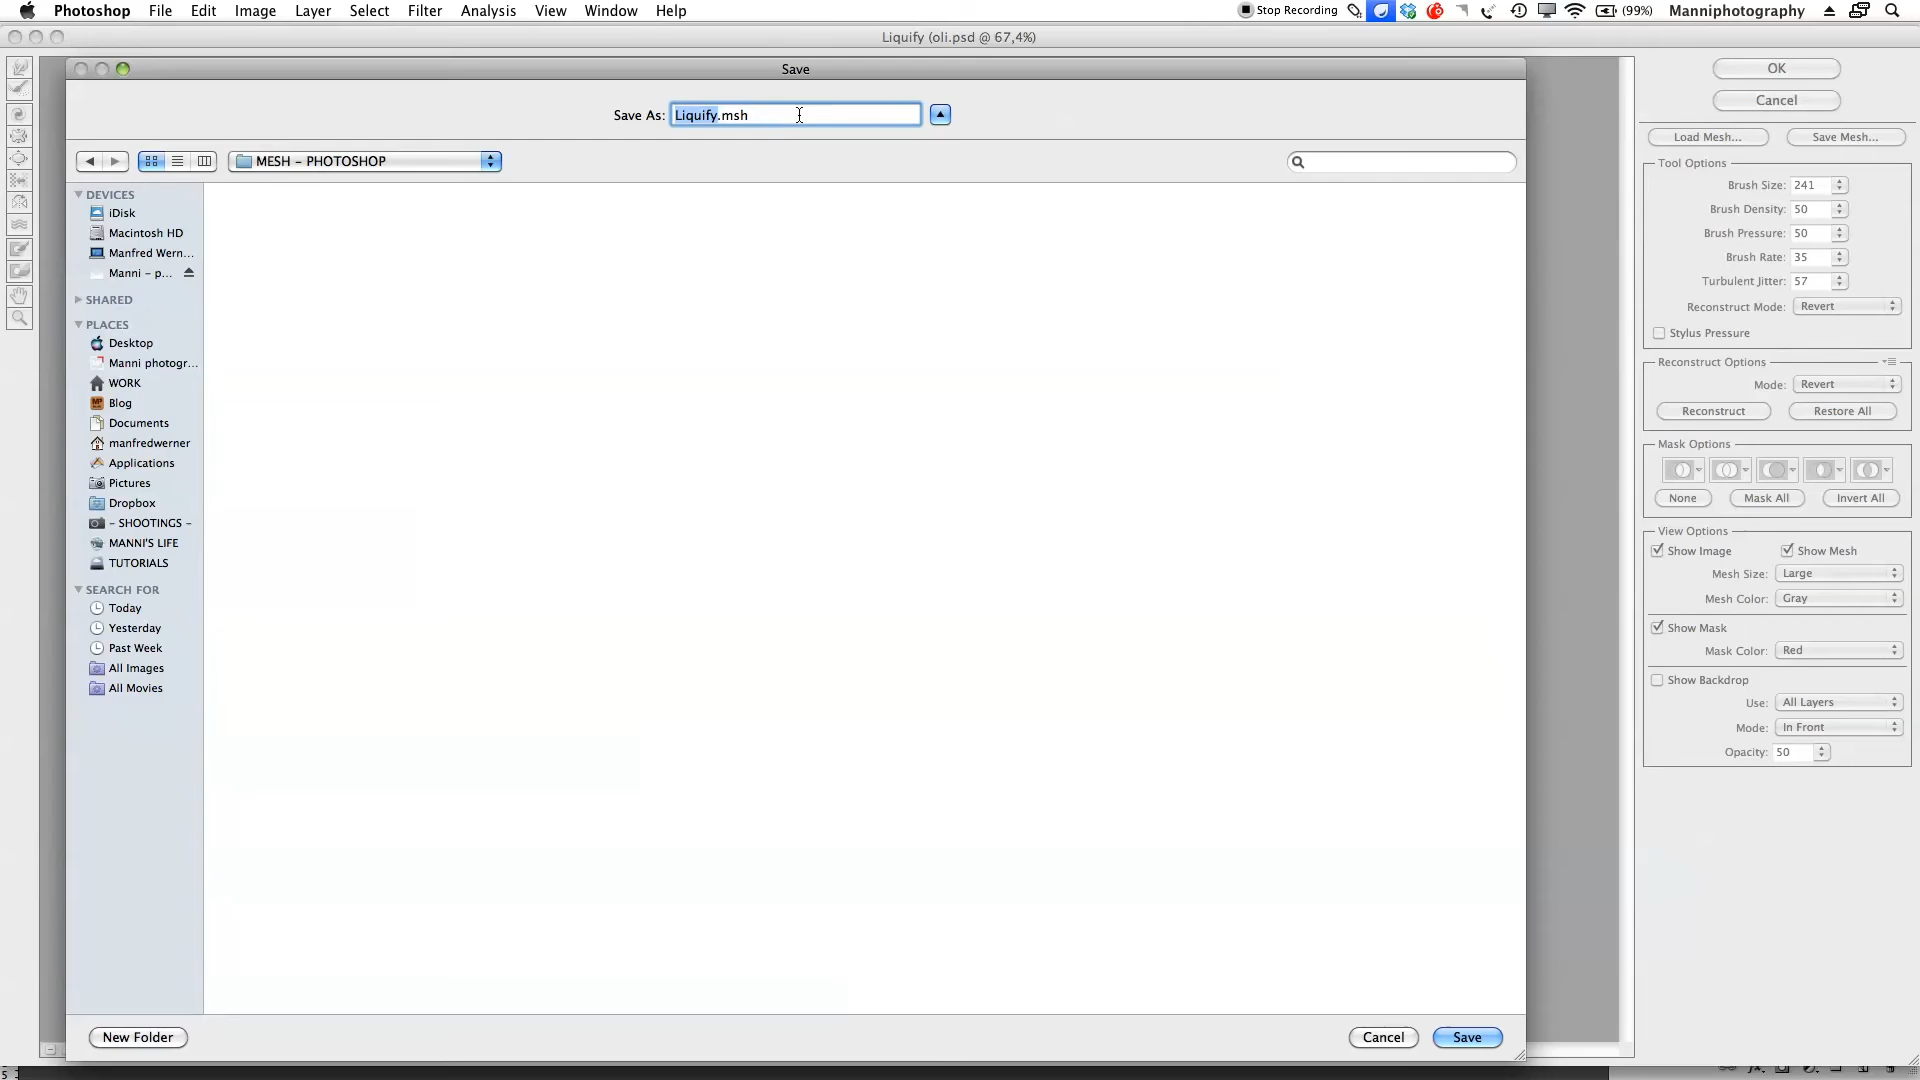 Photoshop File Edit Image Layer Select Filter Analysis View Window Help Stop Recording (99%) Manniphotography
Liquify (oli.psd @ 67,4%)
Save
Save As: Liquify.msh
MESH – PHOTOSHOP
DEVICES
iDisk
Macintosh HD
Manfred Wern...
Manni – p...
SHARED
PLACES
Desktop
Manni photogr...
WORK
Blog
Documents
manfredwerner
Applications
Pictures
Dropbox
– SHOOTINGS –
MANNI'S LIFE
TUTORIALS
SEARCH FOR
Today
Yesterday
Past Week
All Images
All Movies
New Folder Cancel Save
OK
Cancel
Load Mesh... Save Mesh...
Tool Options
Brush Size: 241
Brush Density: 50
Brush Pressure: 50
Brush Rate: 35
Turbulent Jitter: 57
Reconstruct Mode: Revert
Stylus Pressure
Reconstruct Options
Mode: Revert
Reconstruct Restore All
Mask Options
None Mask All Invert All
View Options
Show Image Show Mesh
Mesh Size: Large
Mesh Color: Gray
Show Mask
Mask Color: Red
Show Backdrop
Use: All Layers
Mode: In Front
Opacity: 50